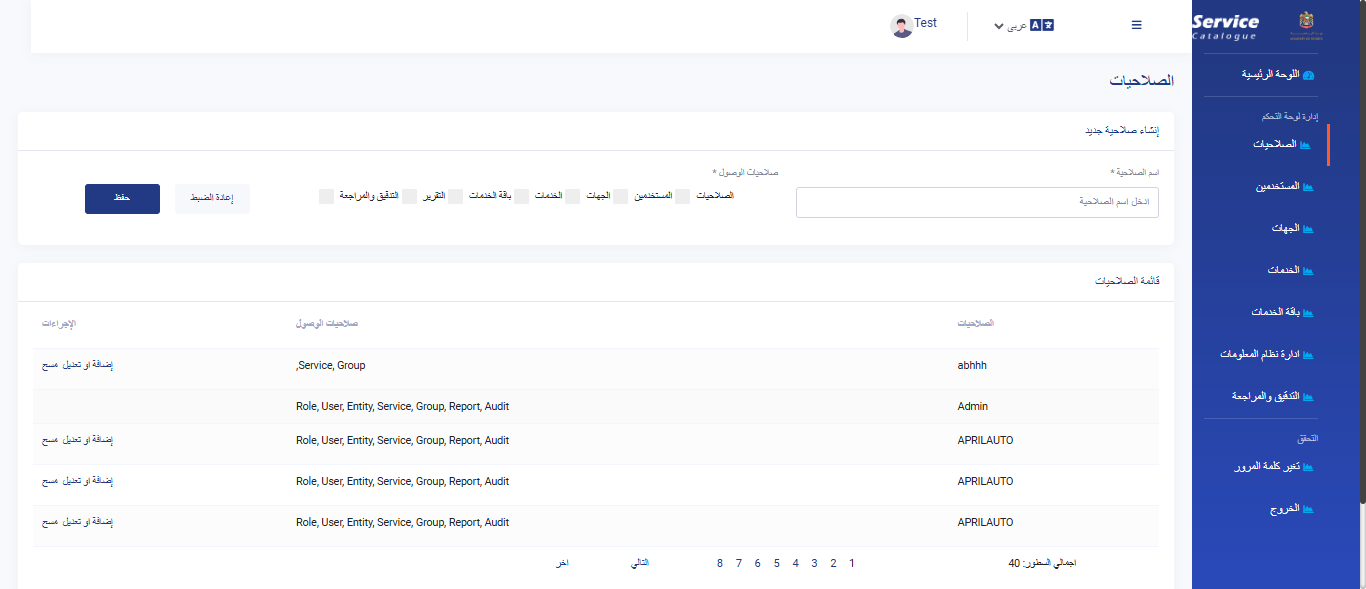 Service
Catalogue
اللوحة الرئيسية
إدارة لوحة التحكم
الصلاحيات
المستخدمين
الجهات
الخدمات
باقة الخدمات
ادارة نظام المعلومات
التدقيق والمراجعة
التحقق
تغير كلمة المرور
الخروج
عربى
Test
الصلاحيات
إنشاء صلاحية جديد
اسم الصلاحية *
ادخل اسم الصلاحية
صلاحيات الوصول *
الصلاحيات المستخدمين الجهات الخدمات باقة الخدمات التقرير التدقيق والمراجعة
إعادة الضبط
حفظ
قائمة الصلاحيات
الصلاحيات صلاحيات الوصول الإجراءات
abhhh ,Service, Group إضافة او تعديل مسح
Admin Role, User, Entity, Service, Group, Report, Audit
APRILAUTO Role, User, Entity, Service, Group, Report, Audit إضافة او تعديل مسح
APRILAUTO Role, User, Entity, Service, Group, Report, Audit إضافة او تعديل مسح
APRILAUTO Role, User, Entity, Service, Group, Report, Audit إضافة او تعديل مسح
اجمالي السطور: 40 1 2 3 4 5 6 7 8 التالي اخر